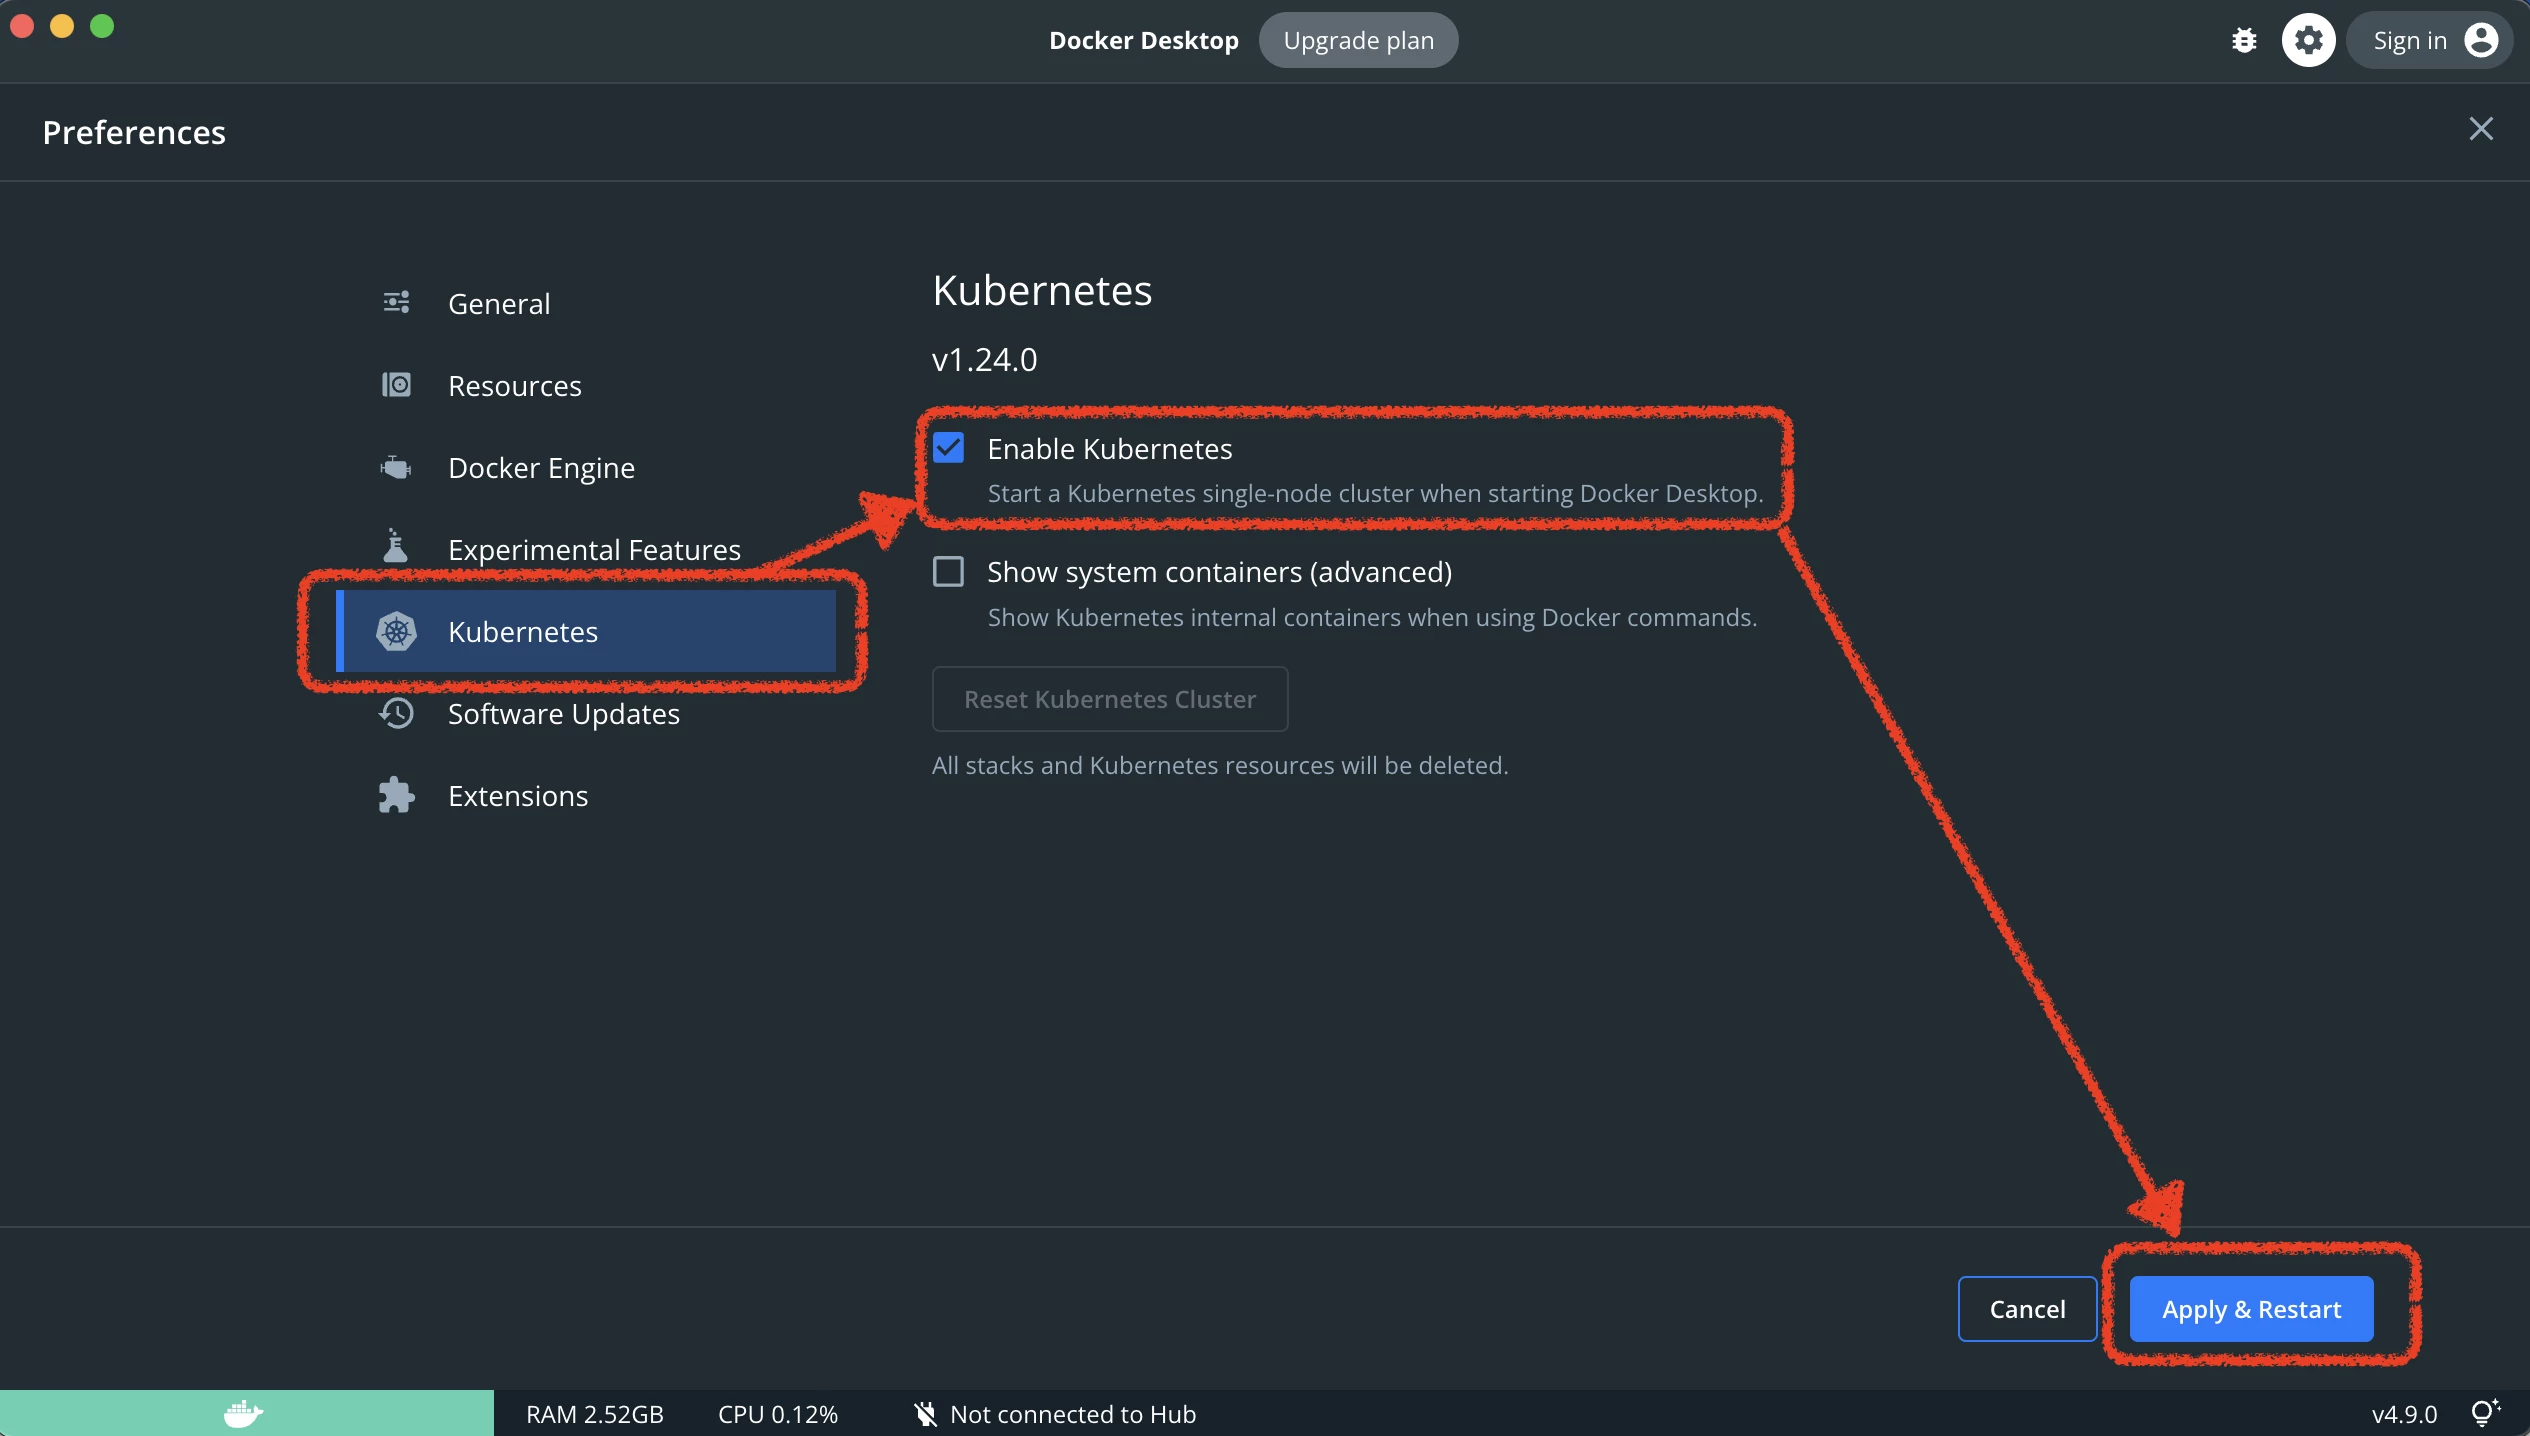 Docker Desktop
Upgrade plan
Sign in
Preferences
General
Resources
Docker Engine
Experimental Features
Kubernetes
Software Updates
Extensions
Kubernetes
v1.24.0
Enable Kubernetes
Start a Kubernetes single-node cluster when starting Docker Desktop.
Show system containers (advanced)
Show Kubernetes internal containers when using Docker commands.
Reset Kubernetes Cluster
All stacks and Kubernetes resources will be deleted.
Cancel
Apply & Restart
RAM 2.52GB
CPU 0.12%
Not connected to Hub
v4.9.0